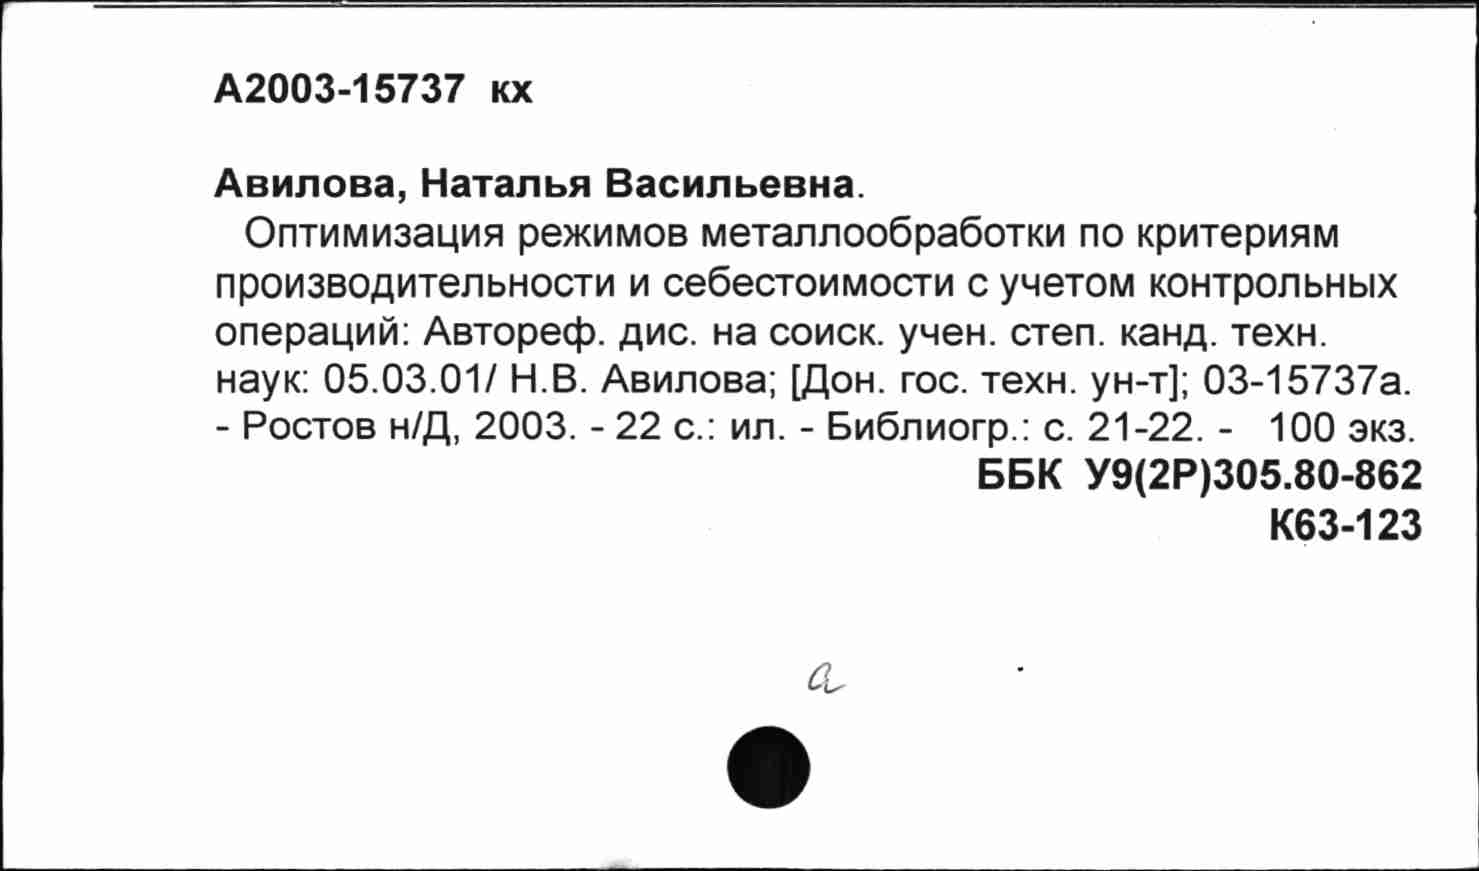 А2003-15737 кх
Авилова, Наталья Васильевна.
Оптимизация режимов металлообработки по критериям
производительности и себестоимости с учетом контрольных
операций: Автореф. дис. на соиск. учен. степ. канд. техн.
наук: 05.03.01/ Н.В. Авилова; [Дон. гос. техн. ун-т]; 03-15737а.
- Ростов н/Д, 2003. - 22 с.: ил. - Библиогр.: с. 21-22. - 100 экз.
ББК У9(2Р)305.80-862
К63-123
а